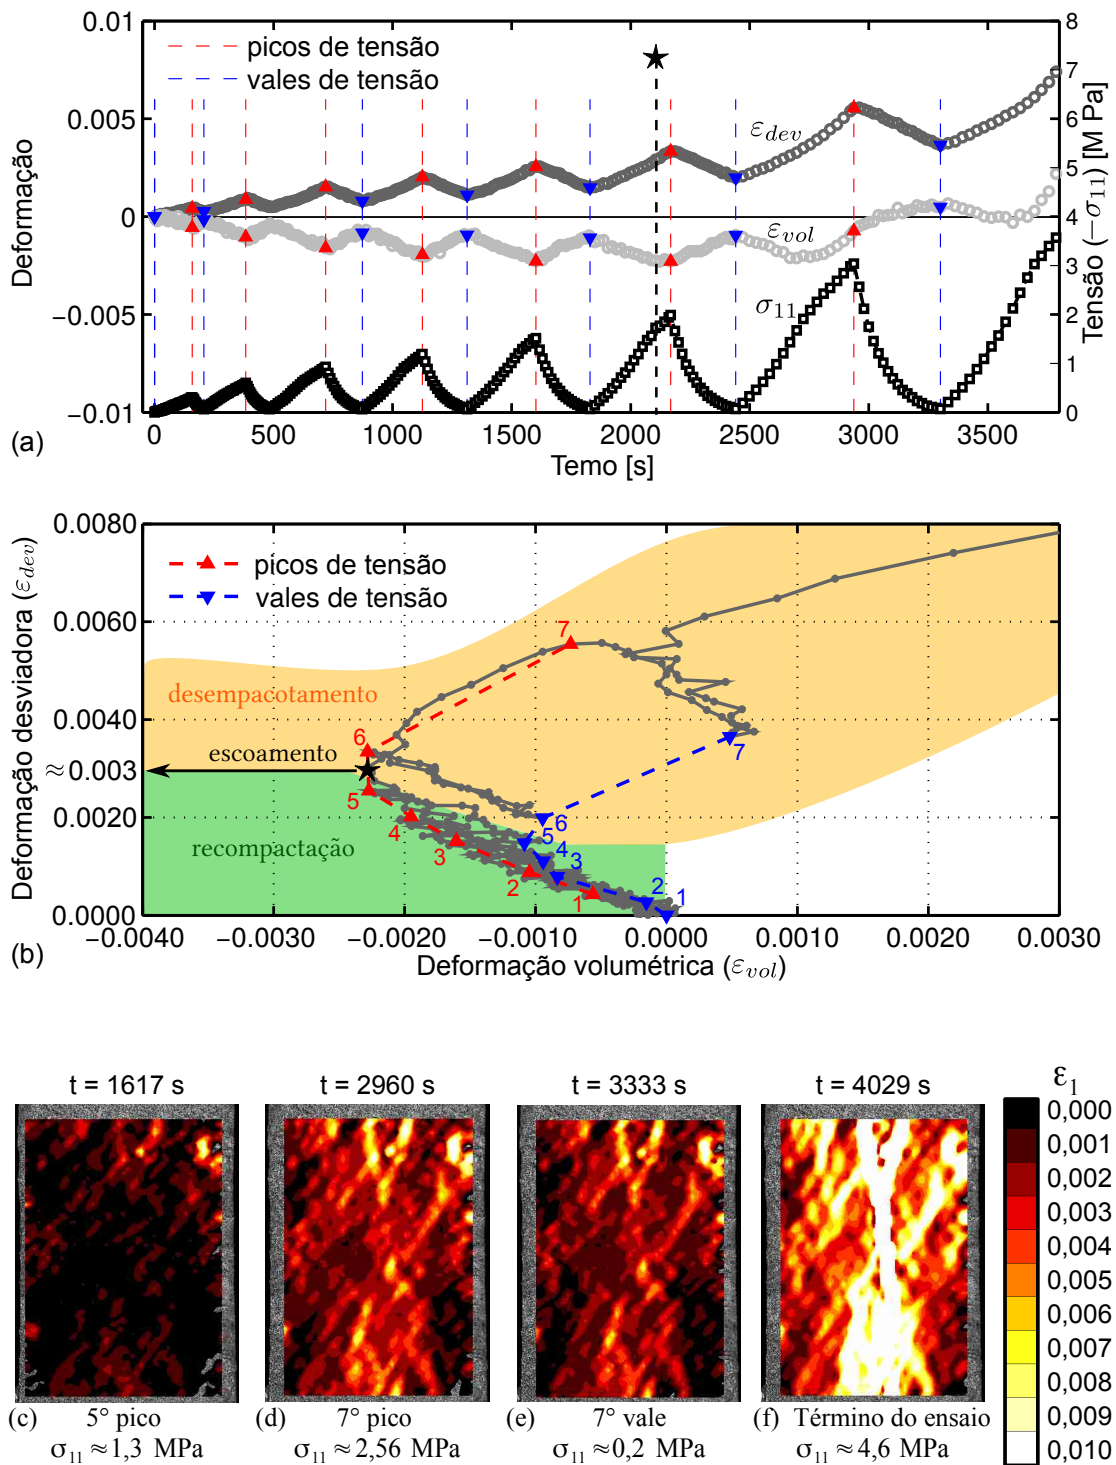 0.01
0.005
0
−0.005
−0.01
Deformação
picos de tensão
vales de tensão
ε_dev
ε_vol
σ_11
8
7
6
5
4
3
2
1
0
Tensão (−σ_11) [M Pa]
0 500 1000 1500 2000 2500 3000 3500
Temo [s]
(a)
0.0080
0.0060
0.0040
≈ 0.003
0.0020
0.0000
Deformação desviadora (ε_dev)
picos de tensão
vales de tensão
desempacotamento
escoamento
recompactação
7
6
5
4
3
2
1
7
6
5
4
3
2
1
−0.0040 −0.0030 −0.0020 −0.0010 0.0000 0.0010 0.0020 0.0030
Deformação volumétrica (ε_vol)
(b)
t = 1617 s
t = 2960 s
t = 3333 s
t = 4029 s
ε_1
0,000
0,001
0,002
0,003
0,004
0,005
0,006
0,007
0,008
0,009
0,010
(c) 5° pico
σ_11 ≈ 1,3 MPa
(d) 7° pico
σ_11 ≈ 2,56 MPa
(e) 7° vale
σ_11 ≈ 0,2 MPa
(f) Término do ensaio
σ_11 ≈ 4,6 MPa